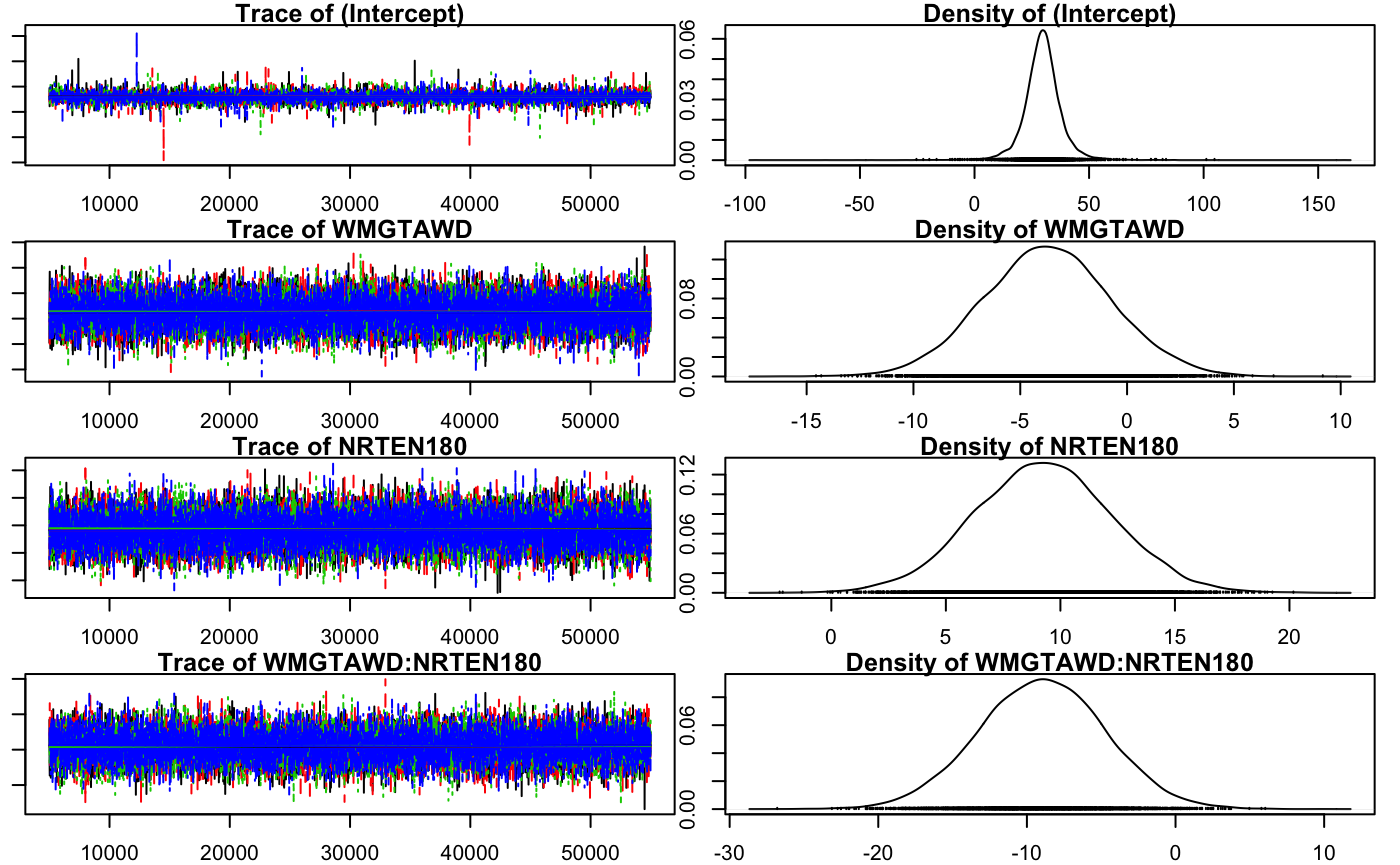 Trace of (Intercept)
Density of (Intercept)
0.00 0.03 0.06
10000 20000 30000 40000 50000
-100 -50 0 50 100 150
Trace of WMGTAWD
Density of WMGTAWD
0.00 0.08
10000 20000 30000 40000 50000
-15 -10 -5 0 5 10
Trace of NRTEN180
Density of NRTEN180
0.00 0.06 0.12
10000 20000 30000 40000 50000
0 5 10 15 20
Trace of WMGTAWD:NRTEN180
Density of WMGTAWD:NRTEN180
0.00 0.06
10000 20000 30000 40000 50000
-30 -20 -10 0 10